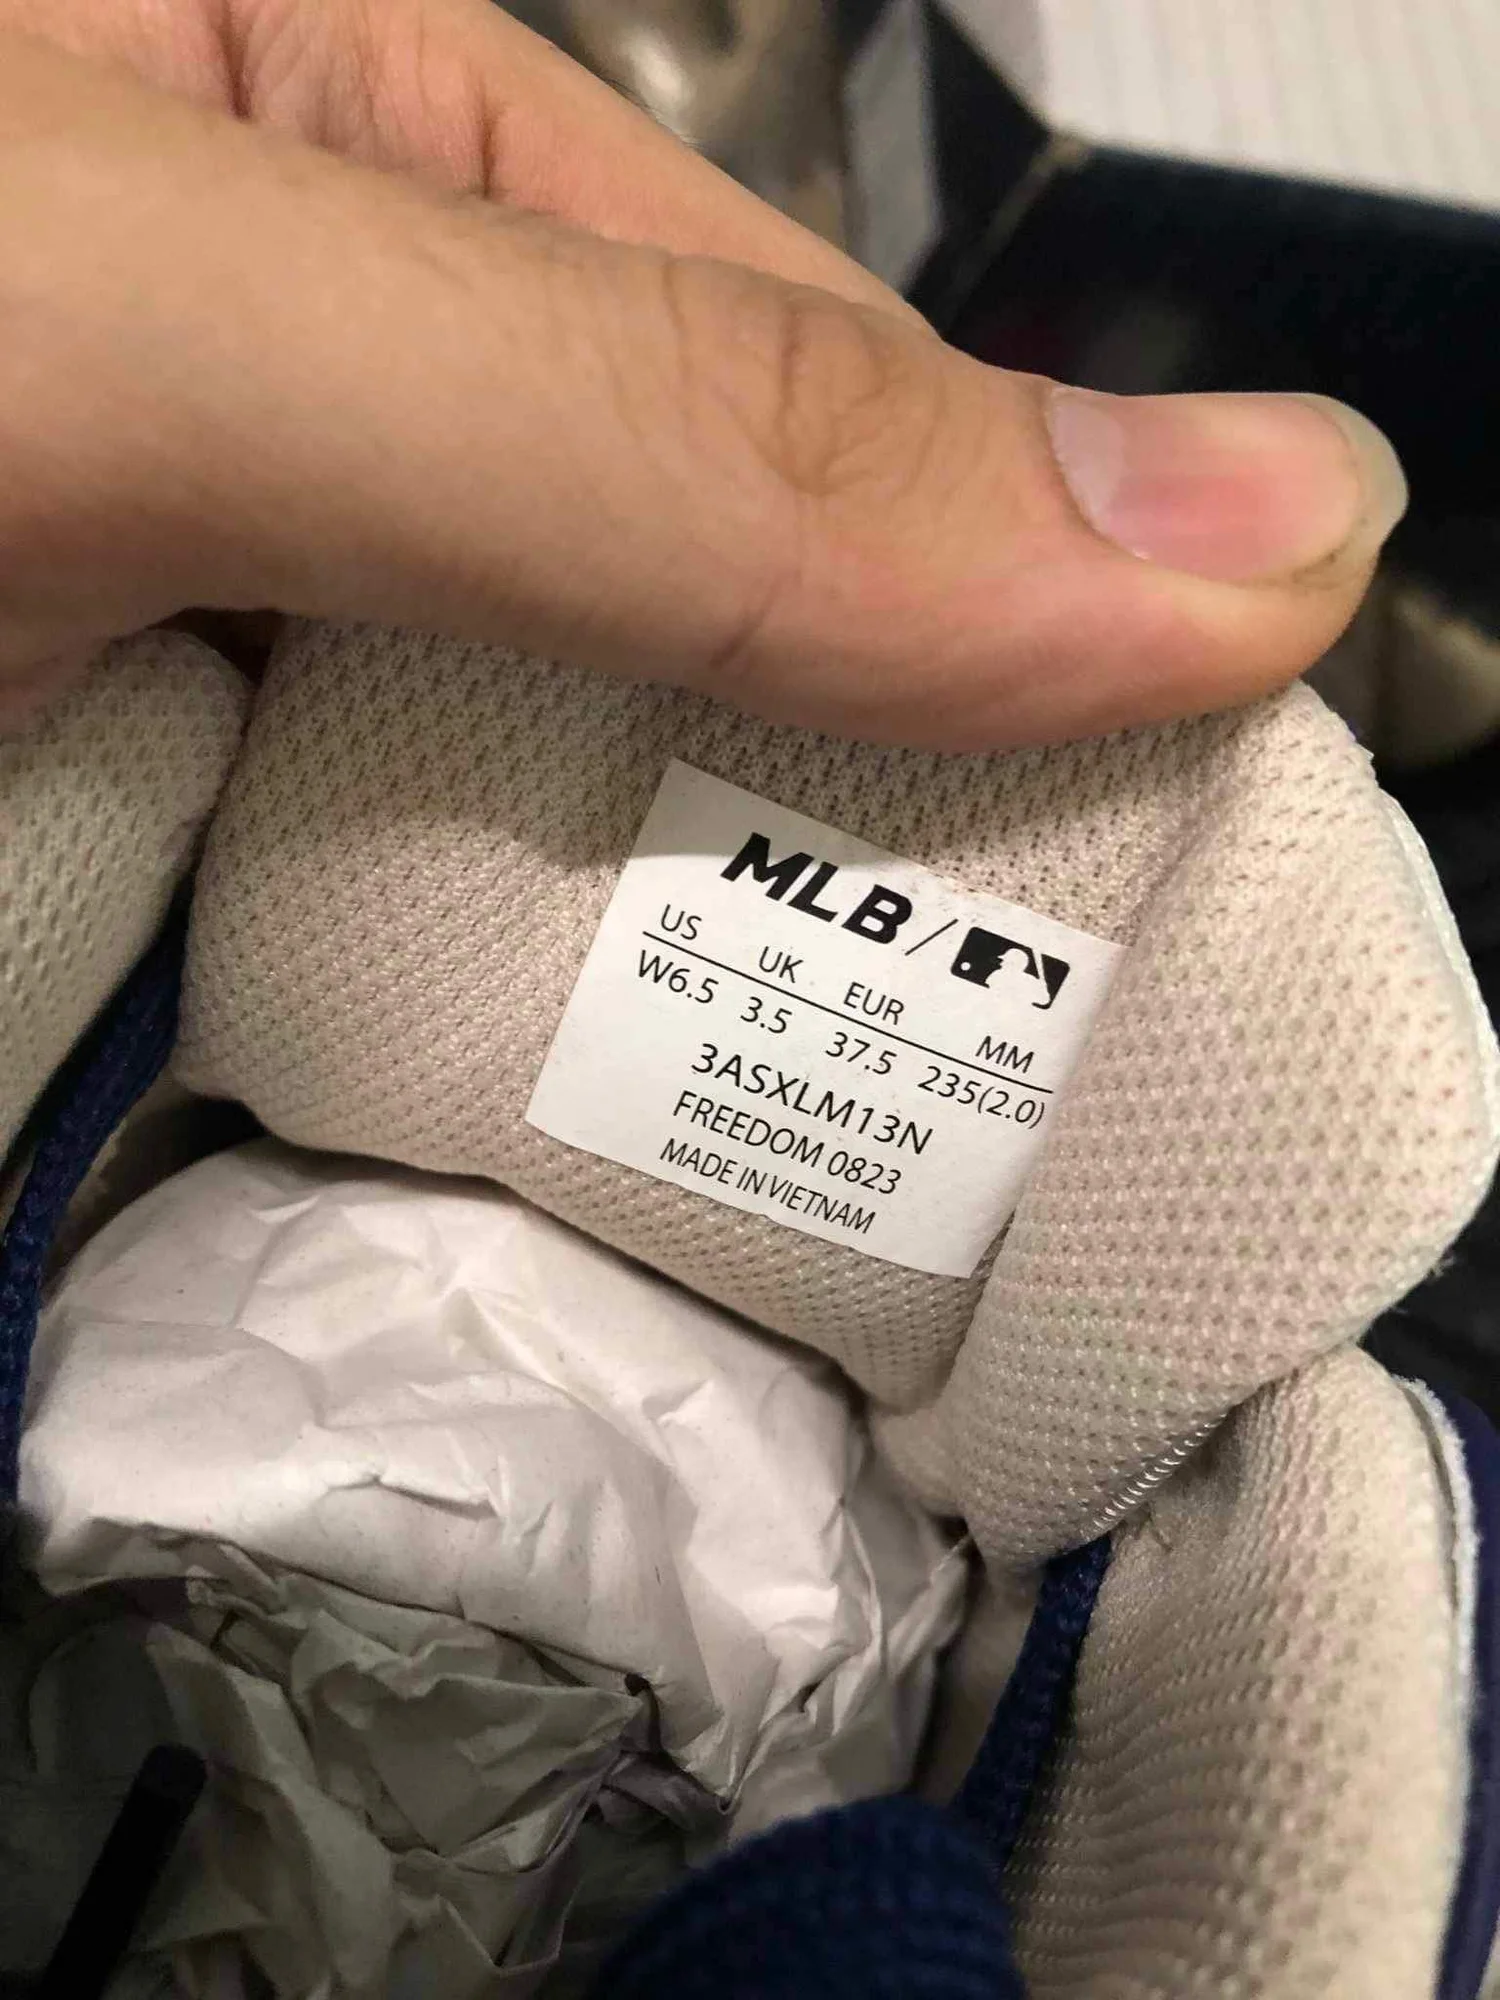 MLB/
US UK EUR MM
W6.5 3.5 37.5 235(2.0)
3ASXLM13N
FREEDOM 0823
MADE IN VIETNAM